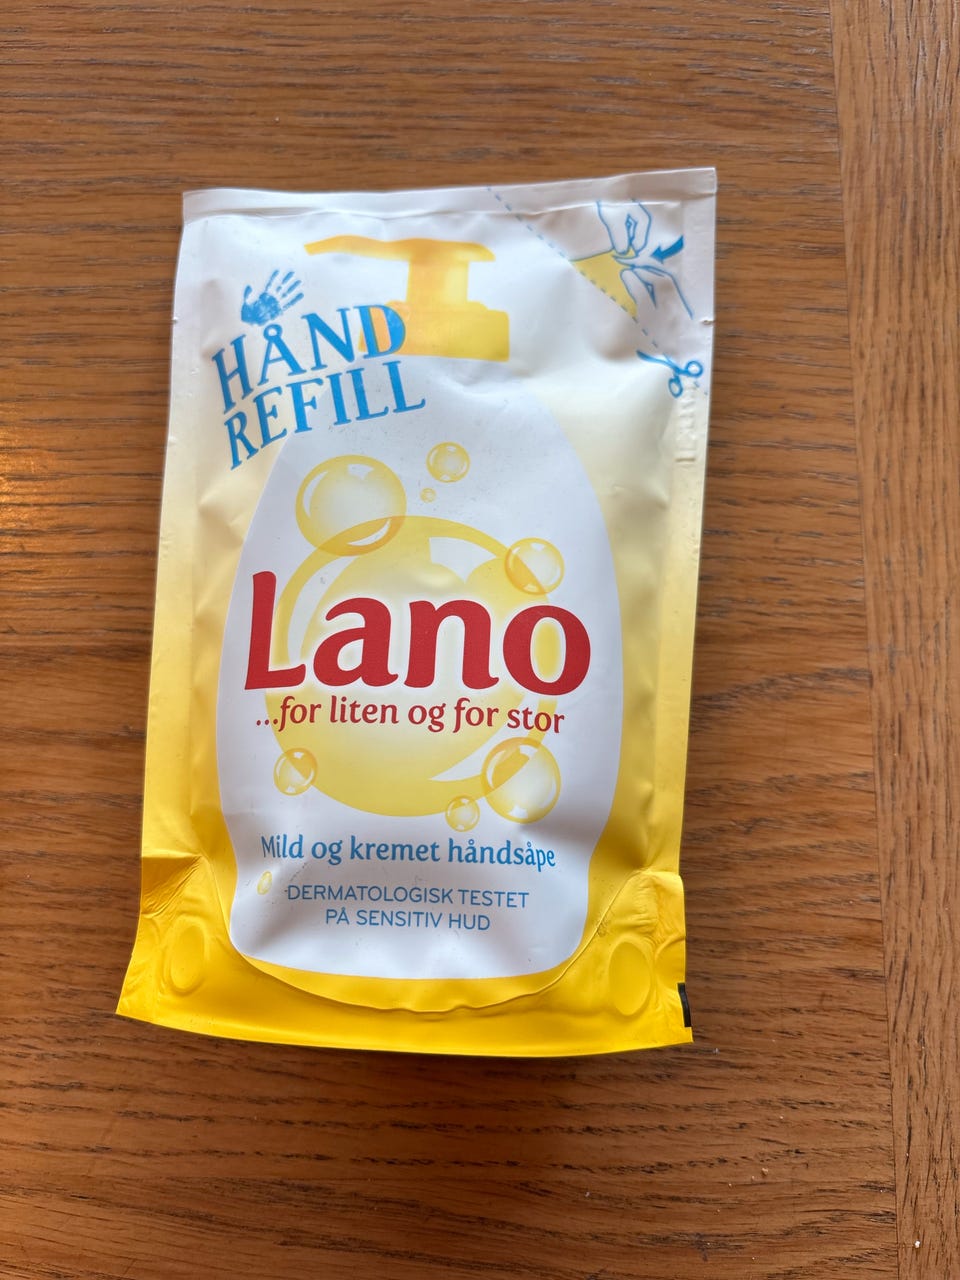 HÅND
REFILL
Lano
...for liten og for stor
Mild og kremet håndsåpe
DERMATOLOGISK TESTET
PÅ SENSITIV HUD